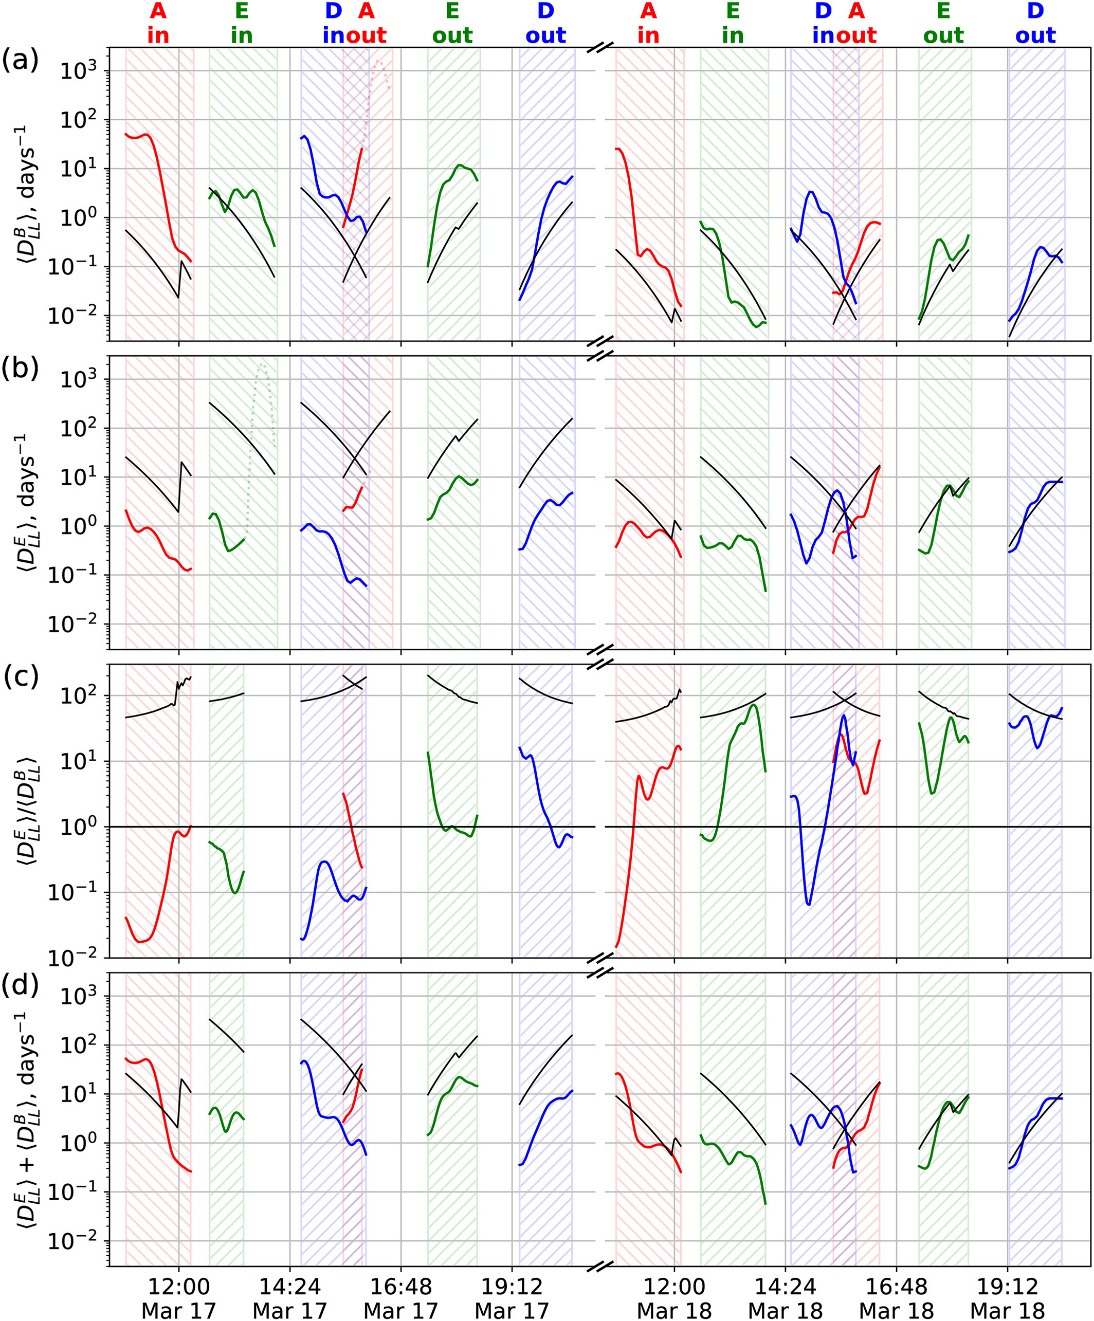 A E D A E D A E D A E D
in in in out out out in in in out out out
(a)
10³
10²
10¹
10⁰
10⁻¹
10⁻²
⟨D_LL^B⟩, days⁻¹
(b)
10³
10²
10¹
10⁰
10⁻¹
10⁻²
⟨D_LL^E⟩, days⁻¹
(c)
10²
10¹
10⁰
10⁻¹
10⁻²
⟨D_LL^E⟩/⟨D_LL^B⟩
(d)
10³
10²
10¹
10⁰
10⁻¹
10⁻²
⟨D_LL^E⟩ + ⟨D_LL^B⟩, days⁻¹
12:00 14:24 16:48 19:12 12:00 14:24 16:48 19:12
Mar 17 Mar 17 Mar 17 Mar 17 Mar 18 Mar 18 Mar 18 Mar 18